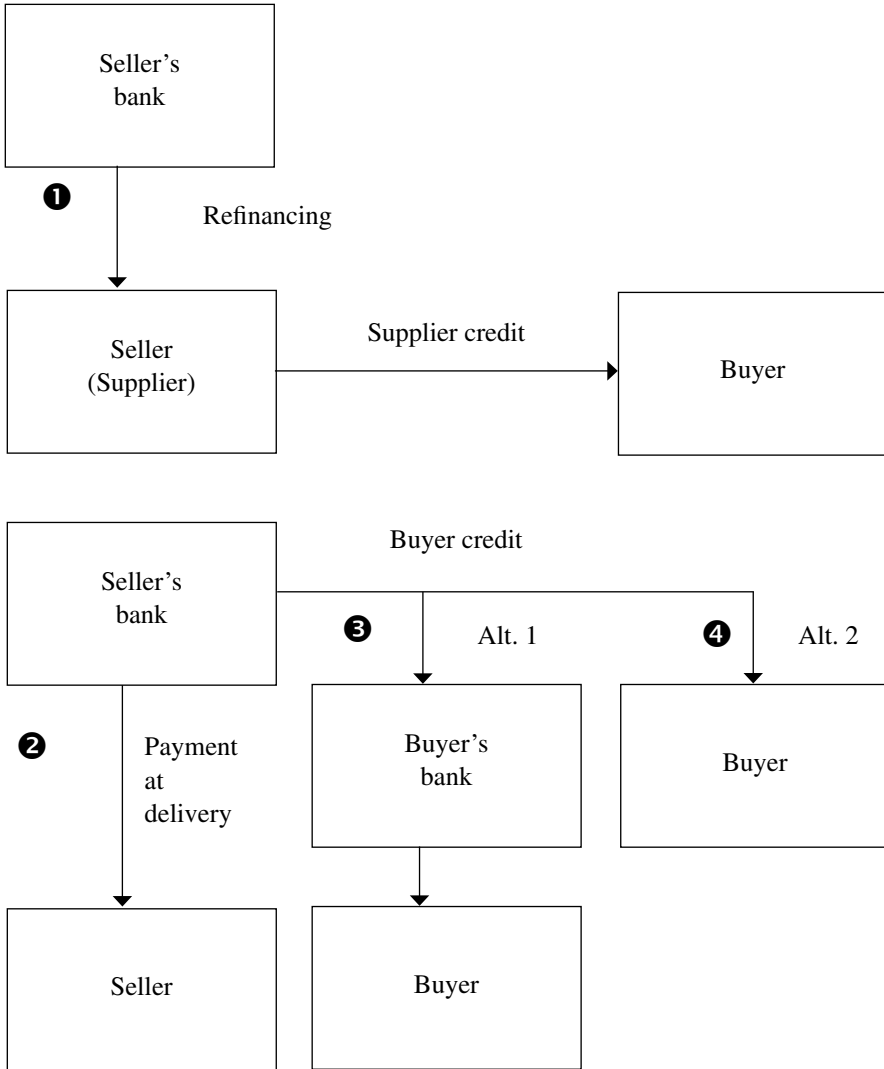 Seller’s
bank
❶
Refinancing
Seller
(Supplier)
Supplier credit
Buyer
Seller’s
bank
Buyer credit
❸
Alt. 1
❹
Alt. 2
❷
Payment
at
delivery
Buyer’s
bank
Buyer
Seller
Buyer